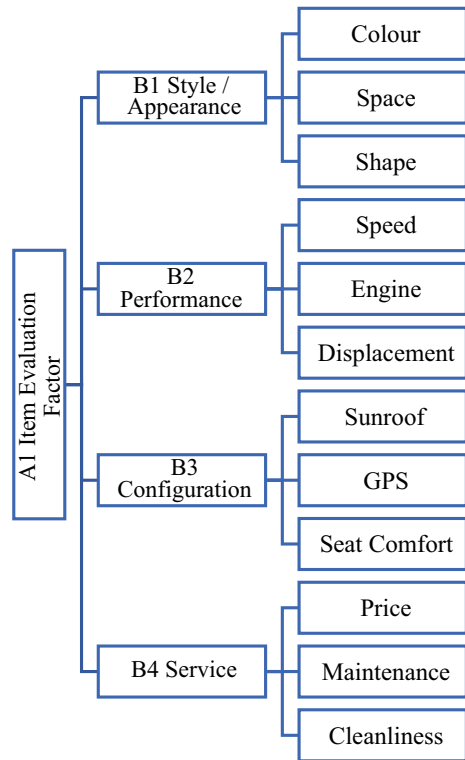 A1 Item Evaluation
Factor
B1 Style /
Appearance
Colour
Space
Shape
B2
Performance
Speed
Engine
Displacement
B3
Configuration
Sunroof
GPS
Seat Comfort
B4 Service
Price
Maintenance
Cleanliness